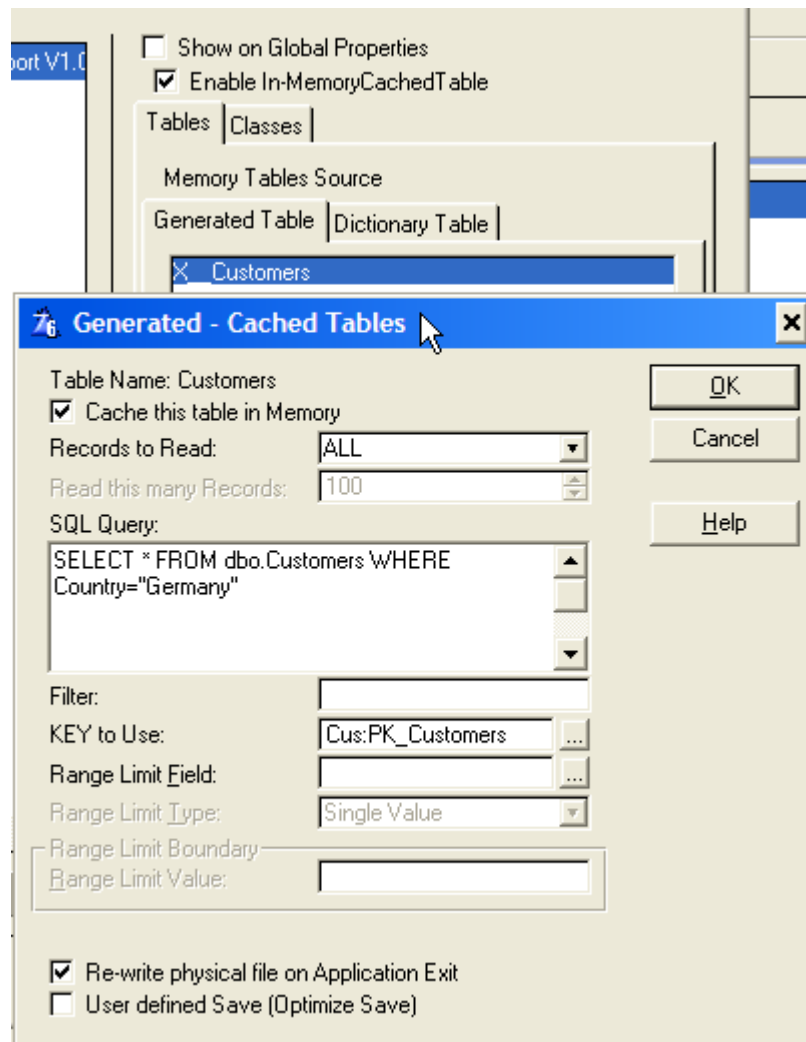 Show on Global Properties
port V1.0
Enable In-MemoryCachedTable
Tables
Classes
Memory Tables Source
Generated Table
Dictionary Table
X__Customers
Generated - Cached Tables
Table Name: Customers
OK
Cache this table in Memory
Records to Read:
ALL
Cancel
Read this many Records:
100
SQL Query:
Help
SELECT * FROM dbo.Customers WHERE
Country="Germany"
Filter:
KEY to Use:
Cus:PK_Customers
...
Range Limit Field:
...
Range Limit Type:
Single Value
Range Limit Boundary
Range Limit Value:
Re-write physical file on Application Exit
User defined Save (Optimize Save)